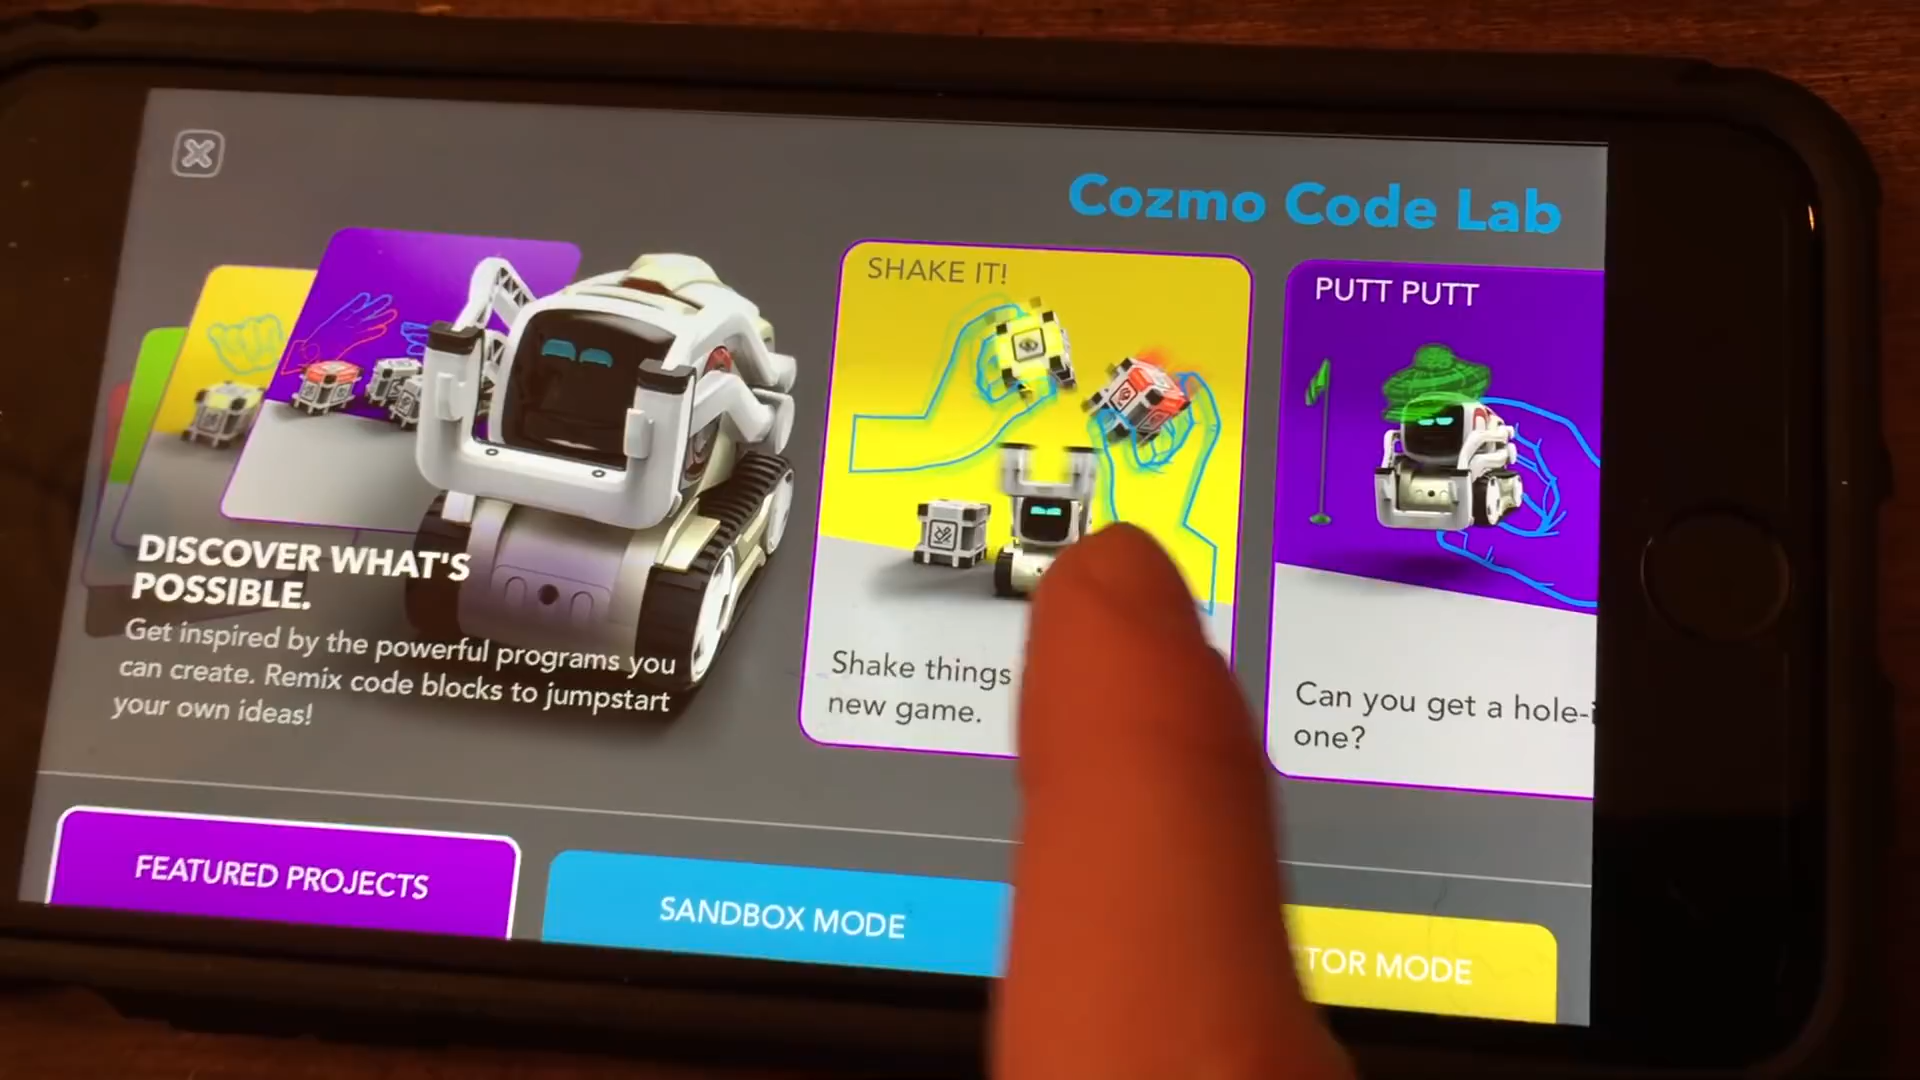 Cozmo Code Lab
DISCOVER WHAT'S
POSSIBLE.
Get inspired by the powerful programs you
can create. Remix code blocks to jumpstart
your own ideas!
SHAKE IT!
Shake things
new game.
PUTT PUTT
Can you get a hole-
one?
FEATURED PROJECTS
SANDBOX MODE
MODE